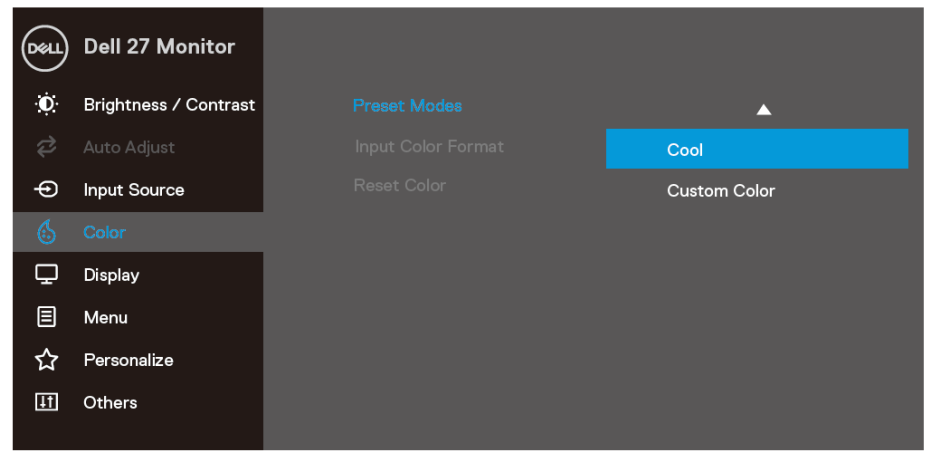 DELL Dell 27 Monitor
Brightness / Contrast
Auto Adjust
Input Source
Color
Display
Menu
Personalize
Others
Preset Modes
Input Color Format
Reset Color
Cool
Custom Color